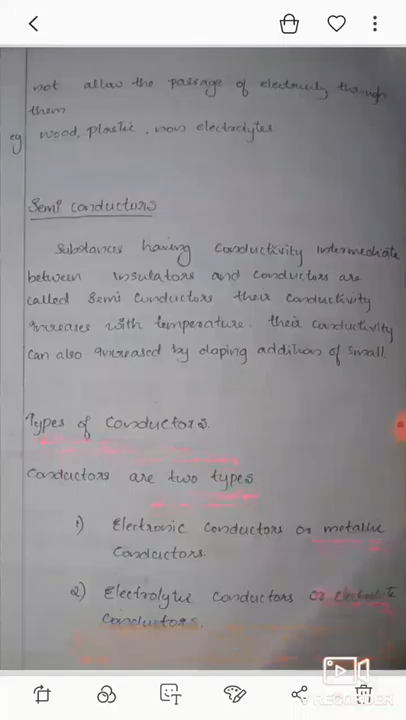 not allow the passage of electricity through
them
eg wood, plastic, non electrolytes
Semi conductors
Substances having conductivity intermediate
between insulators and conductors are
called Semi Conductors their conductivity
increases with temperature. their conductivity
can also increased by doping addition of small
Types of Conductors.
Conductors are two types
1) Electronic Conductors or metallic
Conductors.
2) Electrolyte Conductors or
Conductors.
RECORDER